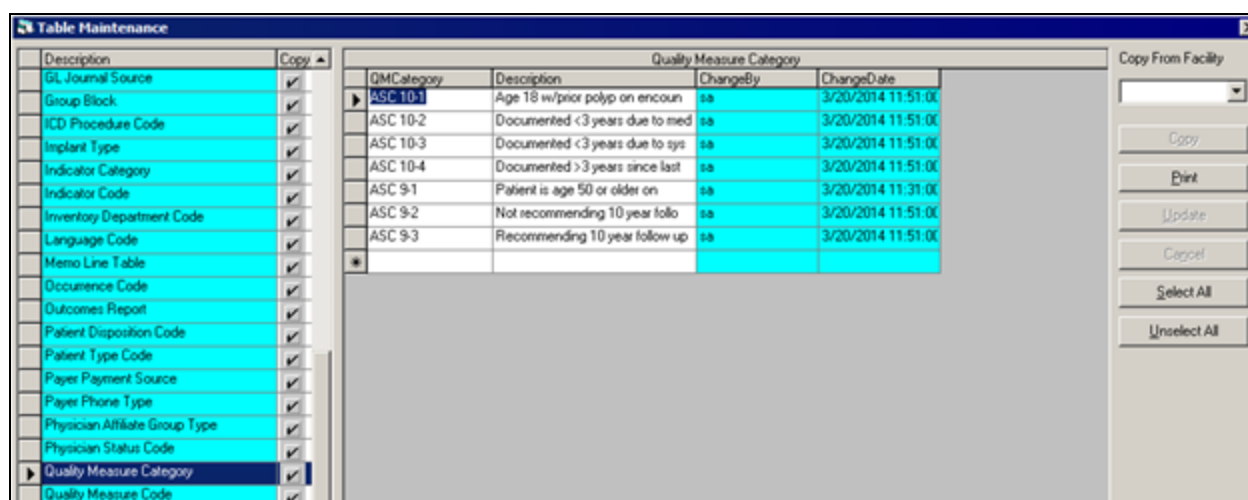 Table Maintenance
Description Copy
GL Journal Source
Group Block
ICD Procedure Code
Implant Type
Indicator Category
Indicator Code
Inventory Department Code
Language Code
Memo Line Table
Occurrence Code
Outcomes Report
Patient Disposition Code
Patient Type Code
Payer Payment Source
Payer Phone Type
Physician Affiliate Group Type
Physician Status Code
Quality Measure Category
Quality Measure Code
Quality Measure Category
QMCategory Description ChangeBy ChangeDate
ASC 10-1 Age 18 w/prior polyp on encoun sa 3/20/2014 11:51:00
ASC 10-2 Documented <3 years due to med sa 3/20/2014 11:51:00
ASC 10-3 Documented <3 years due to sys sa 3/20/2014 11:51:00
ASC 10-4 Documented >3 years since last sa 3/20/2014 11:51:00
ASC 9-1 Patient is age 50 or older on sa 3/20/2014 11:31:00
ASC 9-2 Not recommending 10 year follo sa 3/20/2014 11:51:00
ASC 9-3 Recommending 10 year follow up sa 3/20/2014 11:51:00
Copy From Facility
Copy
Print
Update
Cancel
Select All
Unselect All